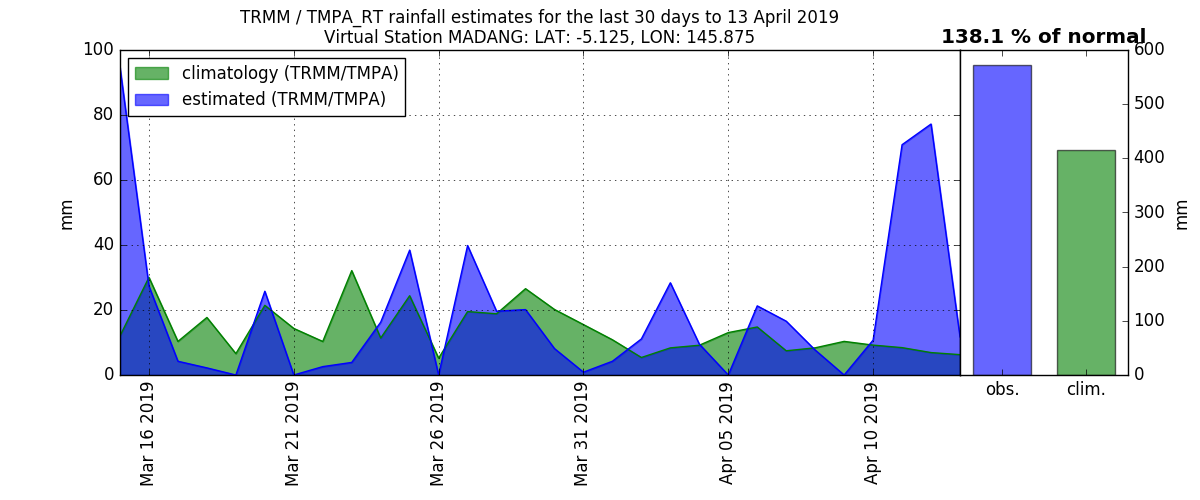 TRMM / TMPA_RT rainfall estimates for the last 30 days to 13 April 2019
Virtual Station MADANG: LAT: -5.125, LON: 145.875
138.1 % of normal
climatology (TRMM/TMPA)
estimated (TRMM/TMPA)
100
80
60
40
20
0
mm
600
500
400
300
200
100
0
mm
Mar 16 2019
Mar 21 2019
Mar 26 2019
Mar 31 2019
Apr 05 2019
Apr 10 2019
obs.
clim.